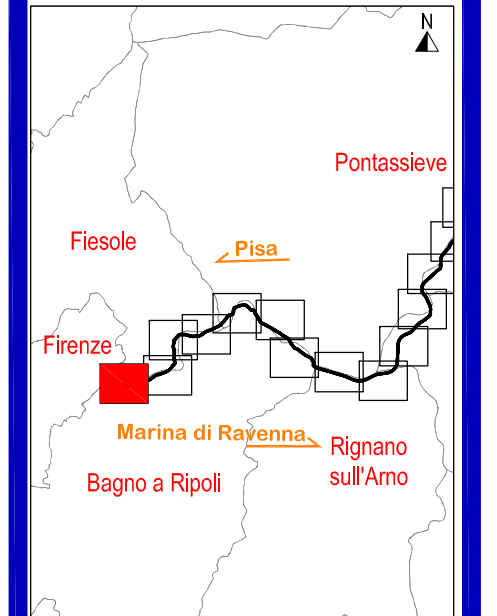 N
Pontassieve
Fiesole
Pisa
Firenze
Marina di Ravenna
Rignano
sull'Arno
Bagno a Ripoli